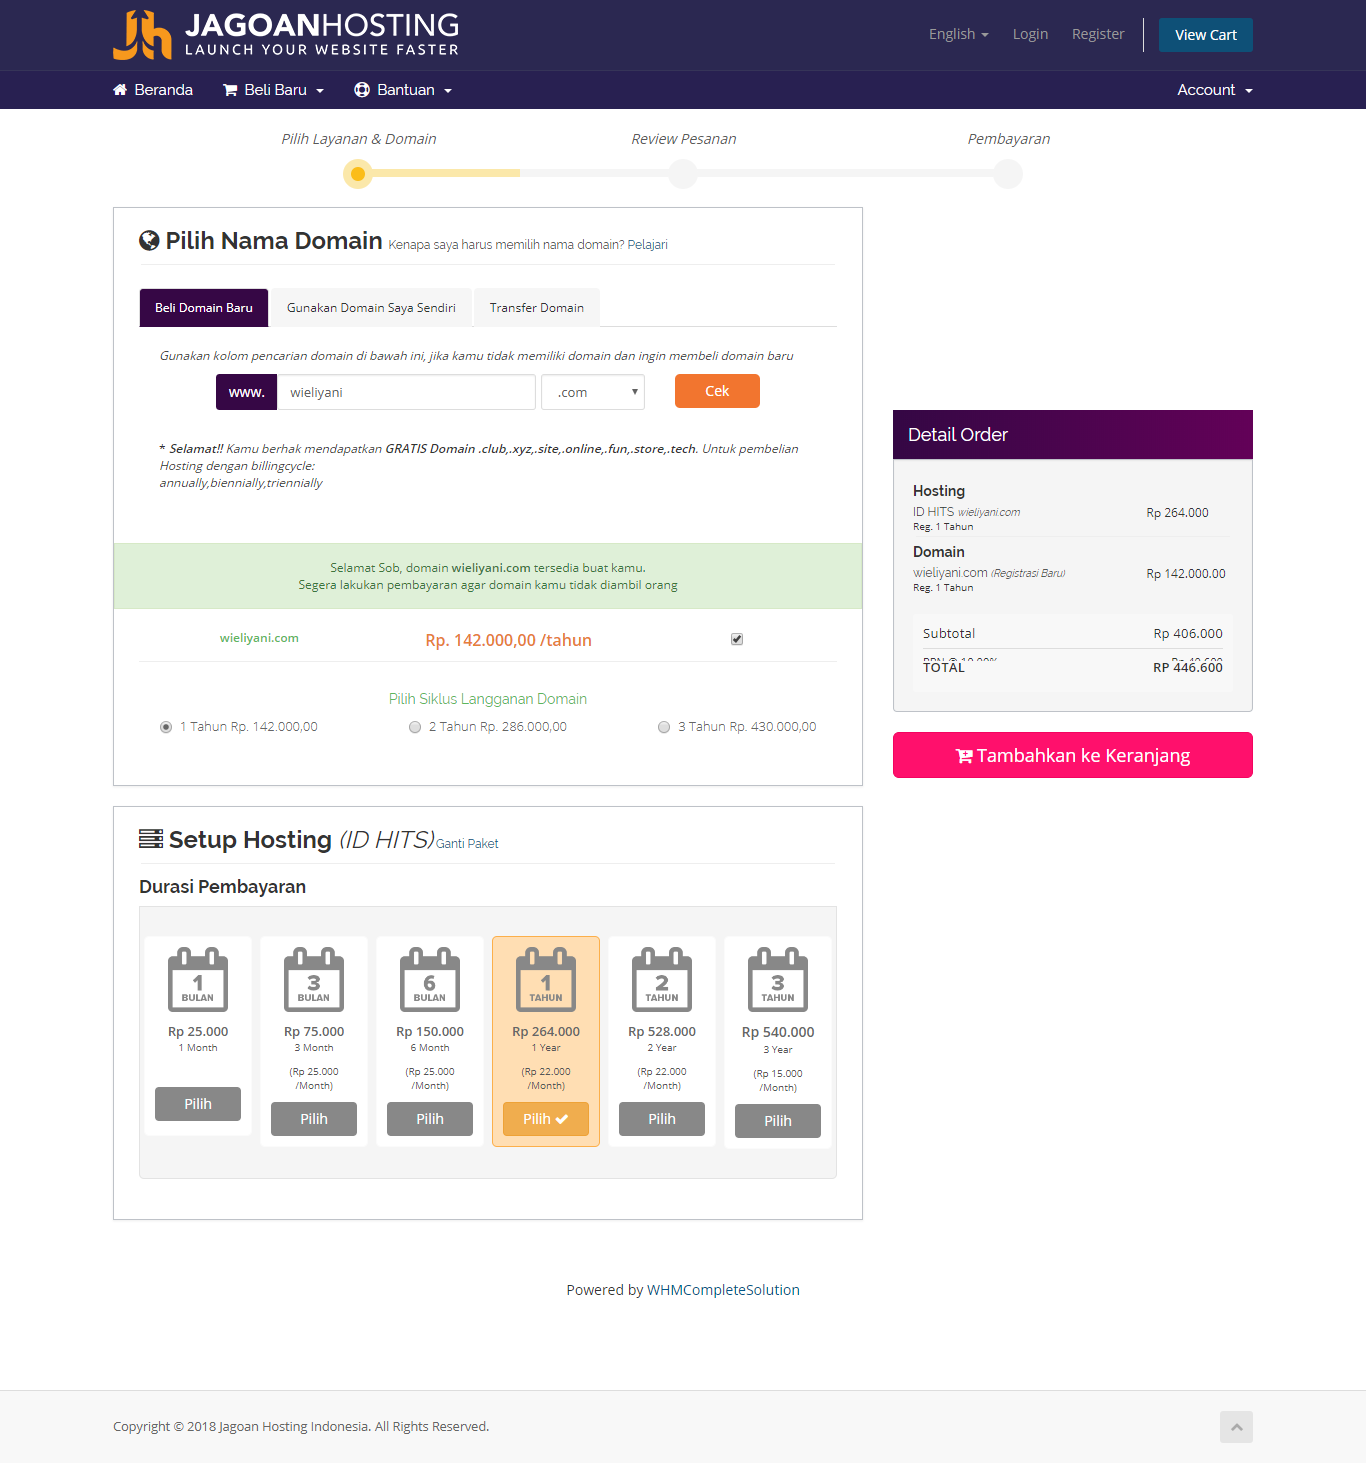 JAGOANHOSTING
LAUNCH YOUR WEBSITE FASTER
English
Login
Register
View Cart
Beranda
Beli Baru
Bantuan
Account
Pilih Layanan & Domain
Review Pesanan
Pembayaran
Pilih Nama Domain Kenapa saya harus memilih nama domain? Pelajari
Beli Domain Baru
Gunakan Domain Saya Sendiri
Transfer Domain
Gunakan kolom pencarian domain di bawah ini, jika kamu tidak memiliki domain dan ingin membeli domain baru
www.
wieliyani
.com
Cek
* Selamat!! Kamu berhak mendapatkan GRATIS Domain .club,.xyz,.site,.online,.fun,.store,.tech. Untuk pembelian
Hosting dengan billingcycle:
annually,biennially,triennially
Selamat Sob, domain wieliyani.com tersedia buat kamu.
Segera lakukan pembayaran agar domain kamu tidak diambil orang
wieliyani.com
Rp. 142.000,00 /tahun
Pilih Siklus Langganan Domain
1 Tahun Rp. 142.000,00
2 Tahun Rp. 286.000,00
3 Tahun Rp. 430.000,00
Detail Order
Hosting
ID HITS wieliyani.com
Rp 264.000
Reg. 1 Tahun
Domain
wieliyani.com (Registrasi Baru)
Rp 142.000.00
Reg. 1 Tahun
Subtotal
Rp 406.000
PPN @ 10.00%
Rp 40.600
TOTAL
RP 446.600
Tambahkan ke Keranjang
Setup Hosting (ID HITS) Ganti Paket
Durasi Pembayaran
1
BULAN
Rp 25.000
1 Month
Pilih
3
BULAN
Rp 75.000
3 Month
(Rp 25.000
/Month)
Pilih
6
BULAN
Rp 150.000
6 Month
(Rp 25.000
/Month)
Pilih
1
TAHUN
Rp 264.000
1 Year
(Rp 22.000
/Month)
Pilih
2
TAHUN
Rp 528.000
2 Year
(Rp 22.000
/Month)
Pilih
3
TAHUN
Rp 540.000
3 Year
(Rp 15.000
/Month)
Pilih
Powered by WHMCompleteSolution
Copyright © 2018 Jagoan Hosting Indonesia. All Rights Reserved.